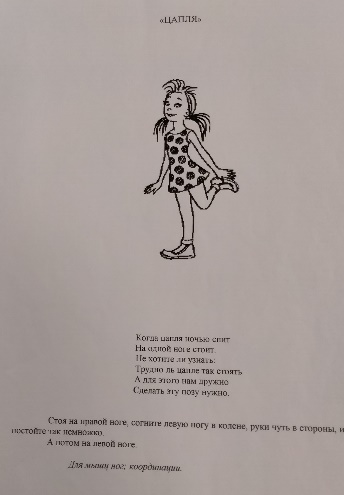 «ЦАПЛЯ»
Когда цапля ночью спит
На одной ноге стоит.
Не хотите ли узнать:
Трудно ль цапле так стоять
А для этого нам дружно
Сделать эту позу нужно.
Стоя на правой ноге, согните левую ногу в колене, руки чуть в стороны, и
постойте так немножко.
А потом на левой ноге.
Для мышц ног; координации.